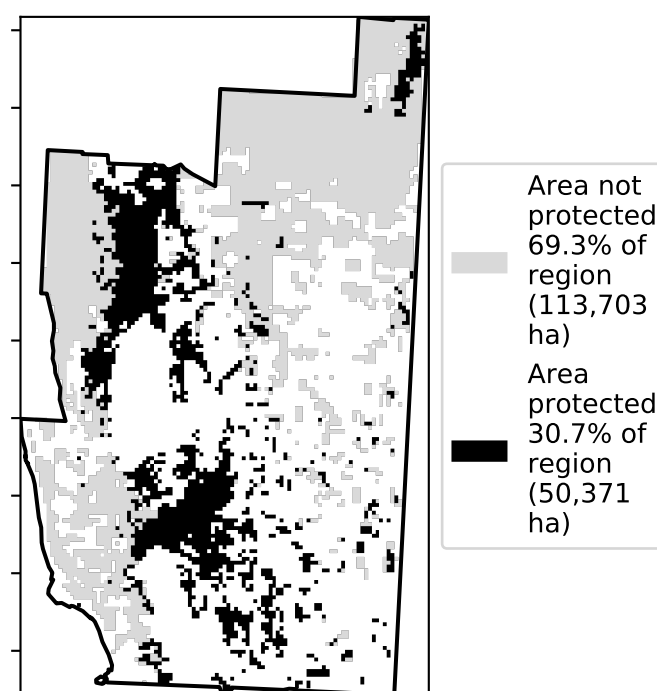 Area not
protected
69.3% of
region
(113,703
ha)
Area
protected
30.7% of
region
(50,371
ha)